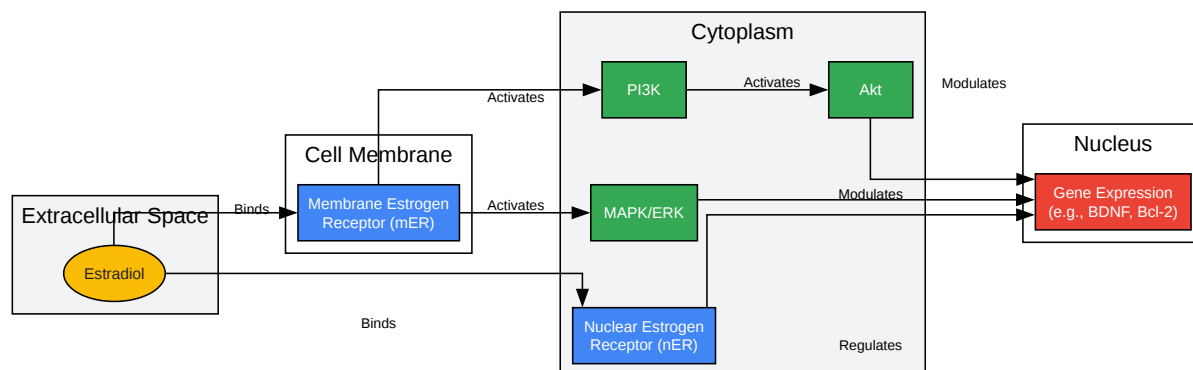 Cytoplasm
PI3K
Activates
Akt
Modulates
Activates
Cell Membrane
Nucleus
Extracellular Space
Binds
Membrane Estrogen
Receptor (mER)
Activates
MAPK/ERK
Modulates
Gene Expression
(e.g., BDNF, Bcl-2)
Estradiol
Binds
Nuclear Estrogen
Receptor (nER)
Regulates